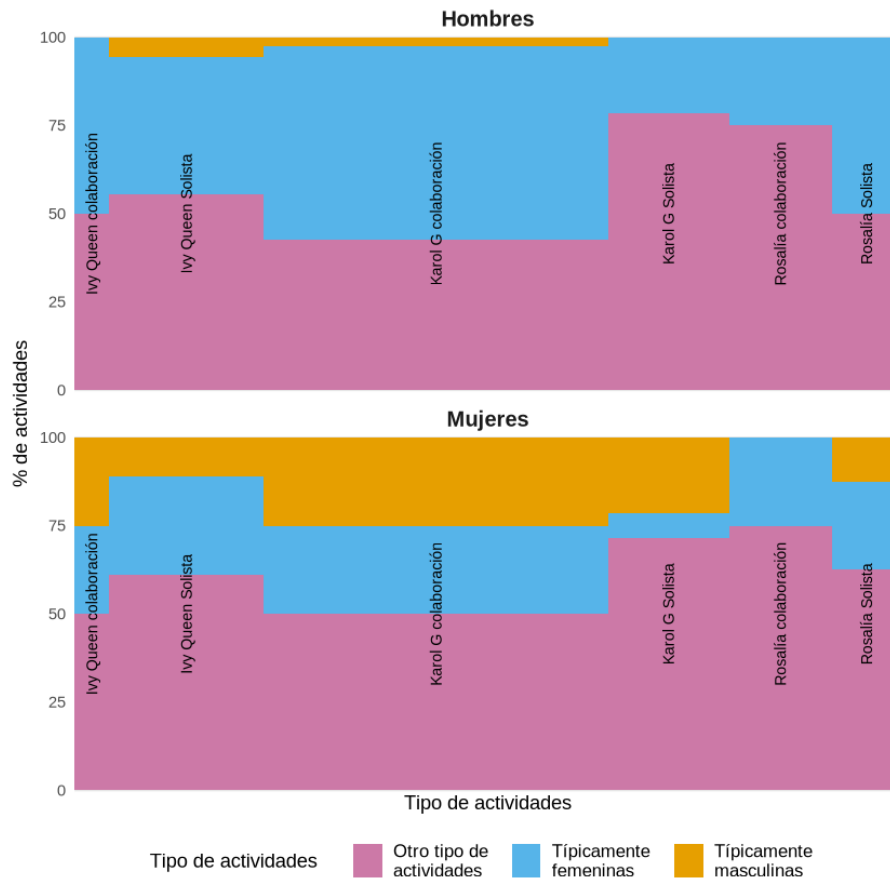 Hombres
100
75
50
25
0
Ivy Queen colaboración
Ivy Queen Solista
Karol G colaboración
Karol G Solista
Rosalía colaboración
Rosalía Solista
% de actividades
Mujeres
100
75
50
25
0
Ivy Queen colaboración
Ivy Queen Solista
Karol G colaboración
Karol G Solista
Rosalía colaboración
Rosalía Solista
Tipo de actividades
Tipo de actividades
Otro tipo de
actividades
Típicamente
femeninas
Típicamente
masculinas